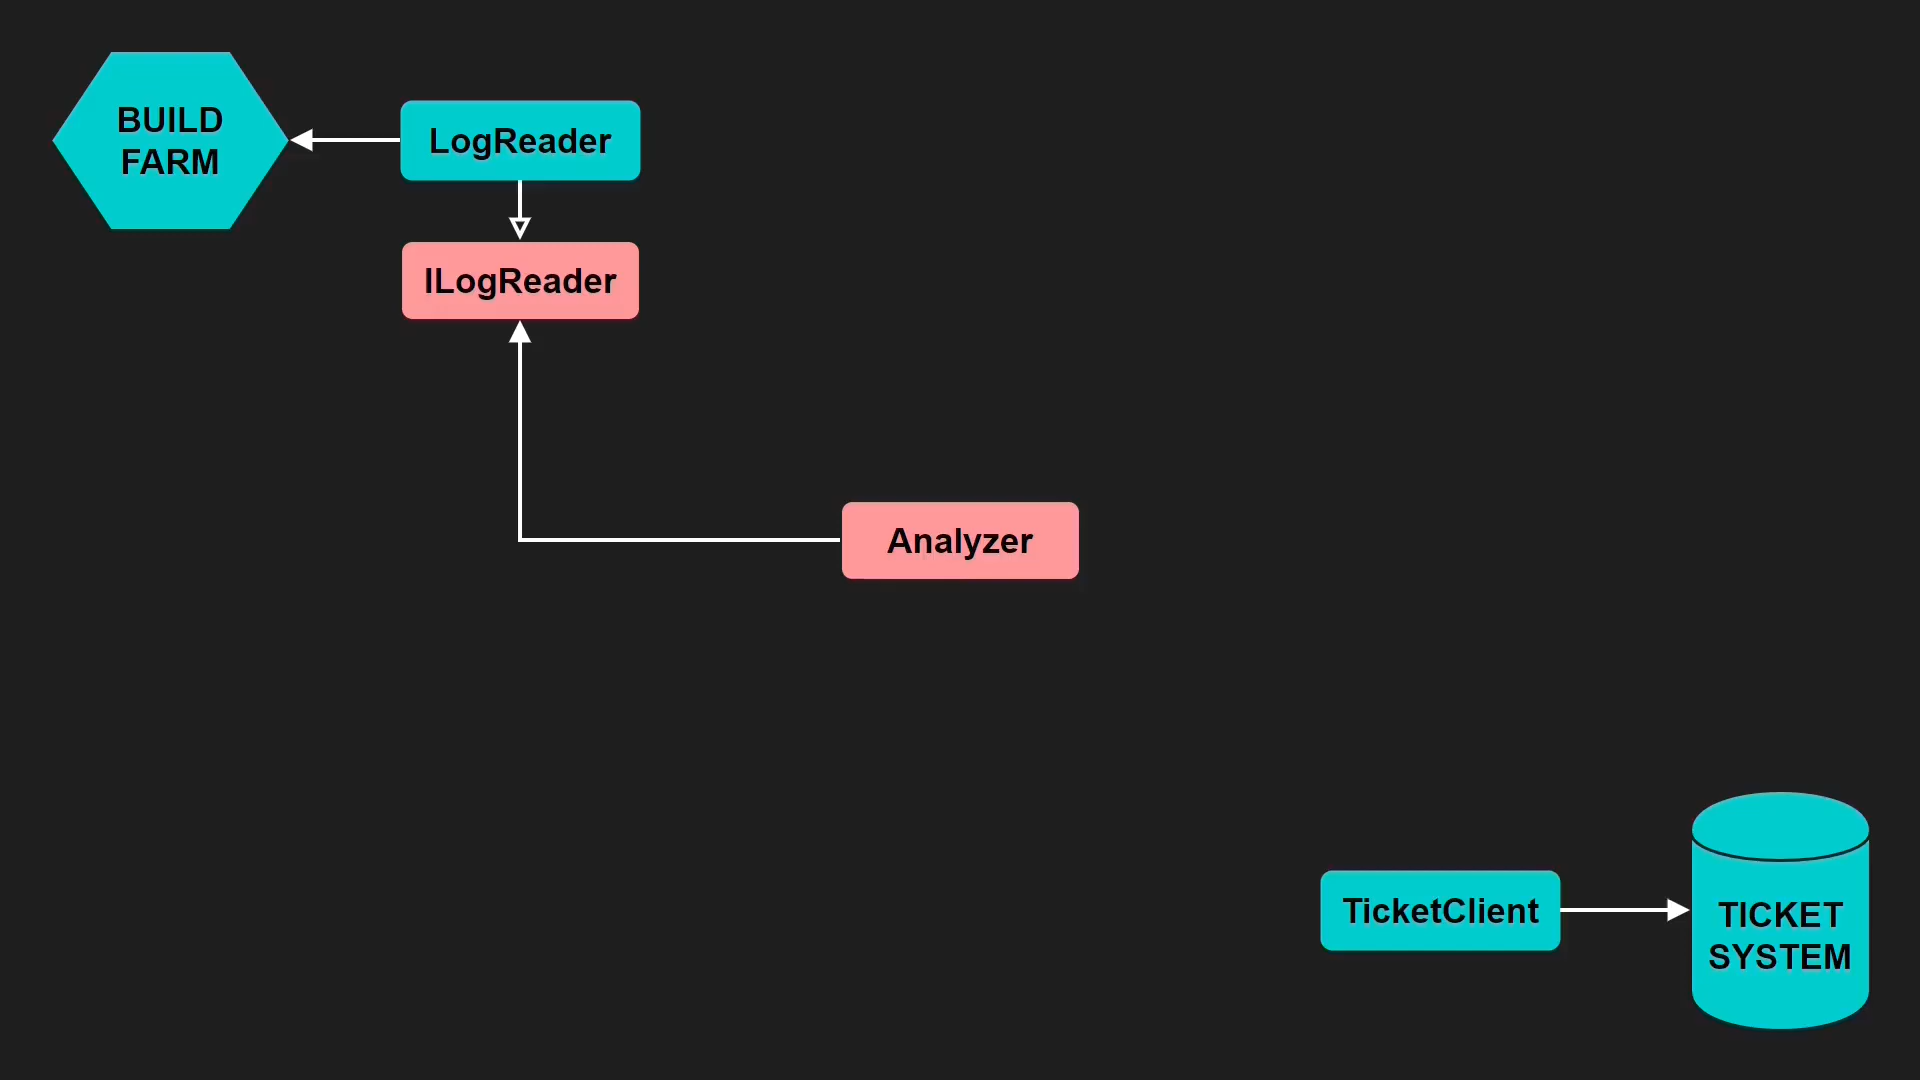 BUILD
FARM
LogReader
ILogReader
Analyzer
TicketClient
TICKET
SYSTEM